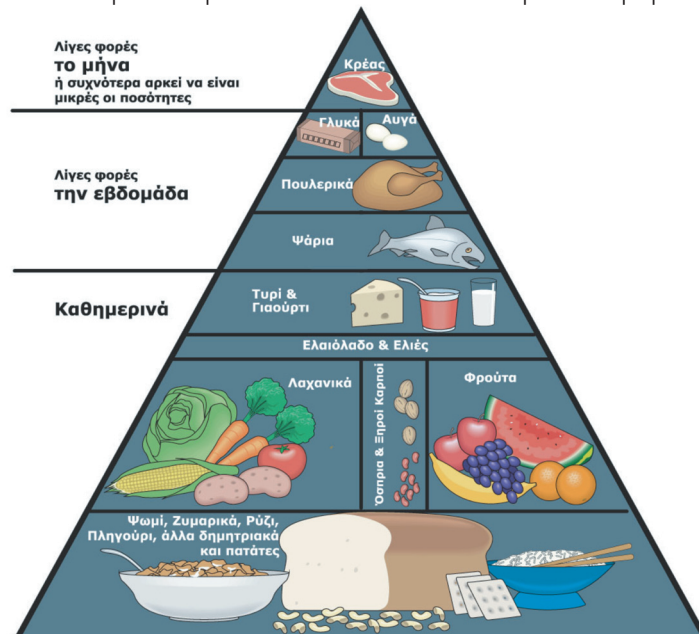 Λίγες φορές
το μήνα
ή συχνότερα αρκεί να είναι
μικρές οι ποσότητες
Κρέας
Γλυκά
Αυγά
Λίγες φορές
την εβδομάδα
Πουλερικά
Ψάρια
Καθημερινά
Τυρί &
Γιαούρτι
Ελαιόλαδο & Ελιές
Λαχανικά
Όσπρια & Ξηροί Καρποί
Φρούτα
Ψωμί, Ζυμαρικά, Ρύζι,
Πληγούρι, άλλα δημητριακά
και πατάτες